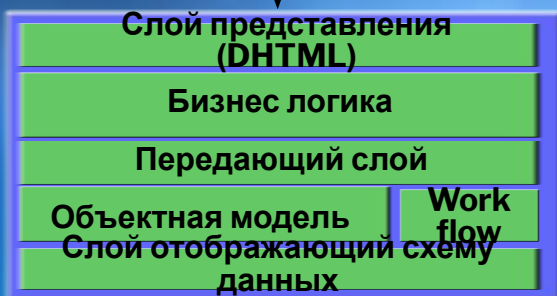 Слой представления
(DHTML)
Бизнес логика
Передающий слой
Объектная модель
Work
flow
Слой отображающий схему
данных